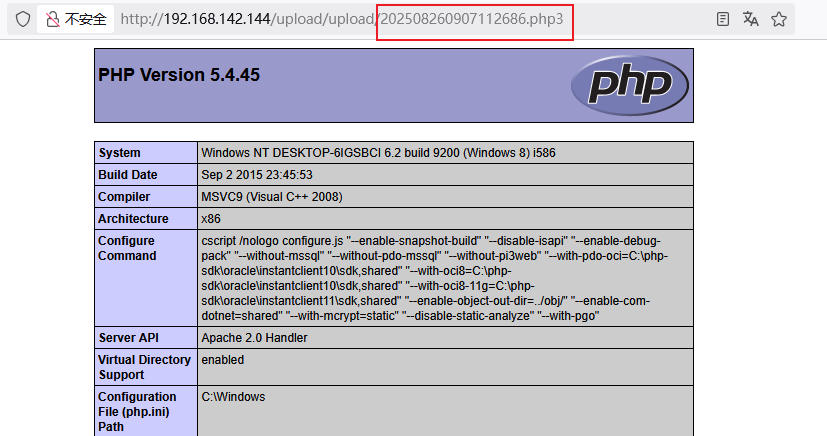 不安全 http://192.168.142.144/upload/upload/202508260907112686.php3
PHP Version 5.4.45
php
System Windows NT DESKTOP-6IGSBCI 6.2 build 9200 (Windows 8) i586
Build Date Sep 2 2015 23:45:53
Compiler MSVC9 (Visual C++ 2008)
Architecture x86
Configure Command
cscript /nologo configure.js "--enable-snapshot-build" "--disable-isapi" "--enable-debug-
pack" "--without-mssql" "--without-pdo-mssql" "--without-pi3web" "--with-pdo-oci=C:\php-
sdk\oracle\instantclient10\sdk,shared" "--with-oci8=C:\php-
sdk\oracle\instantclient10\sdk,shared" "--with-oci8-11g=C:\php-
sdk\oracle\instantclient11\sdk,shared" "--enable-object-out-dir=../obj/" "--enable-com-
dotnet=shared" "--with-mcrypt=static" "--disable-static-analyze" "--with-pgo"
Server API Apache 2.0 Handler
Virtual Directory
Support
enabled
Configuration
File (php.ini)
Path
C:\Windows